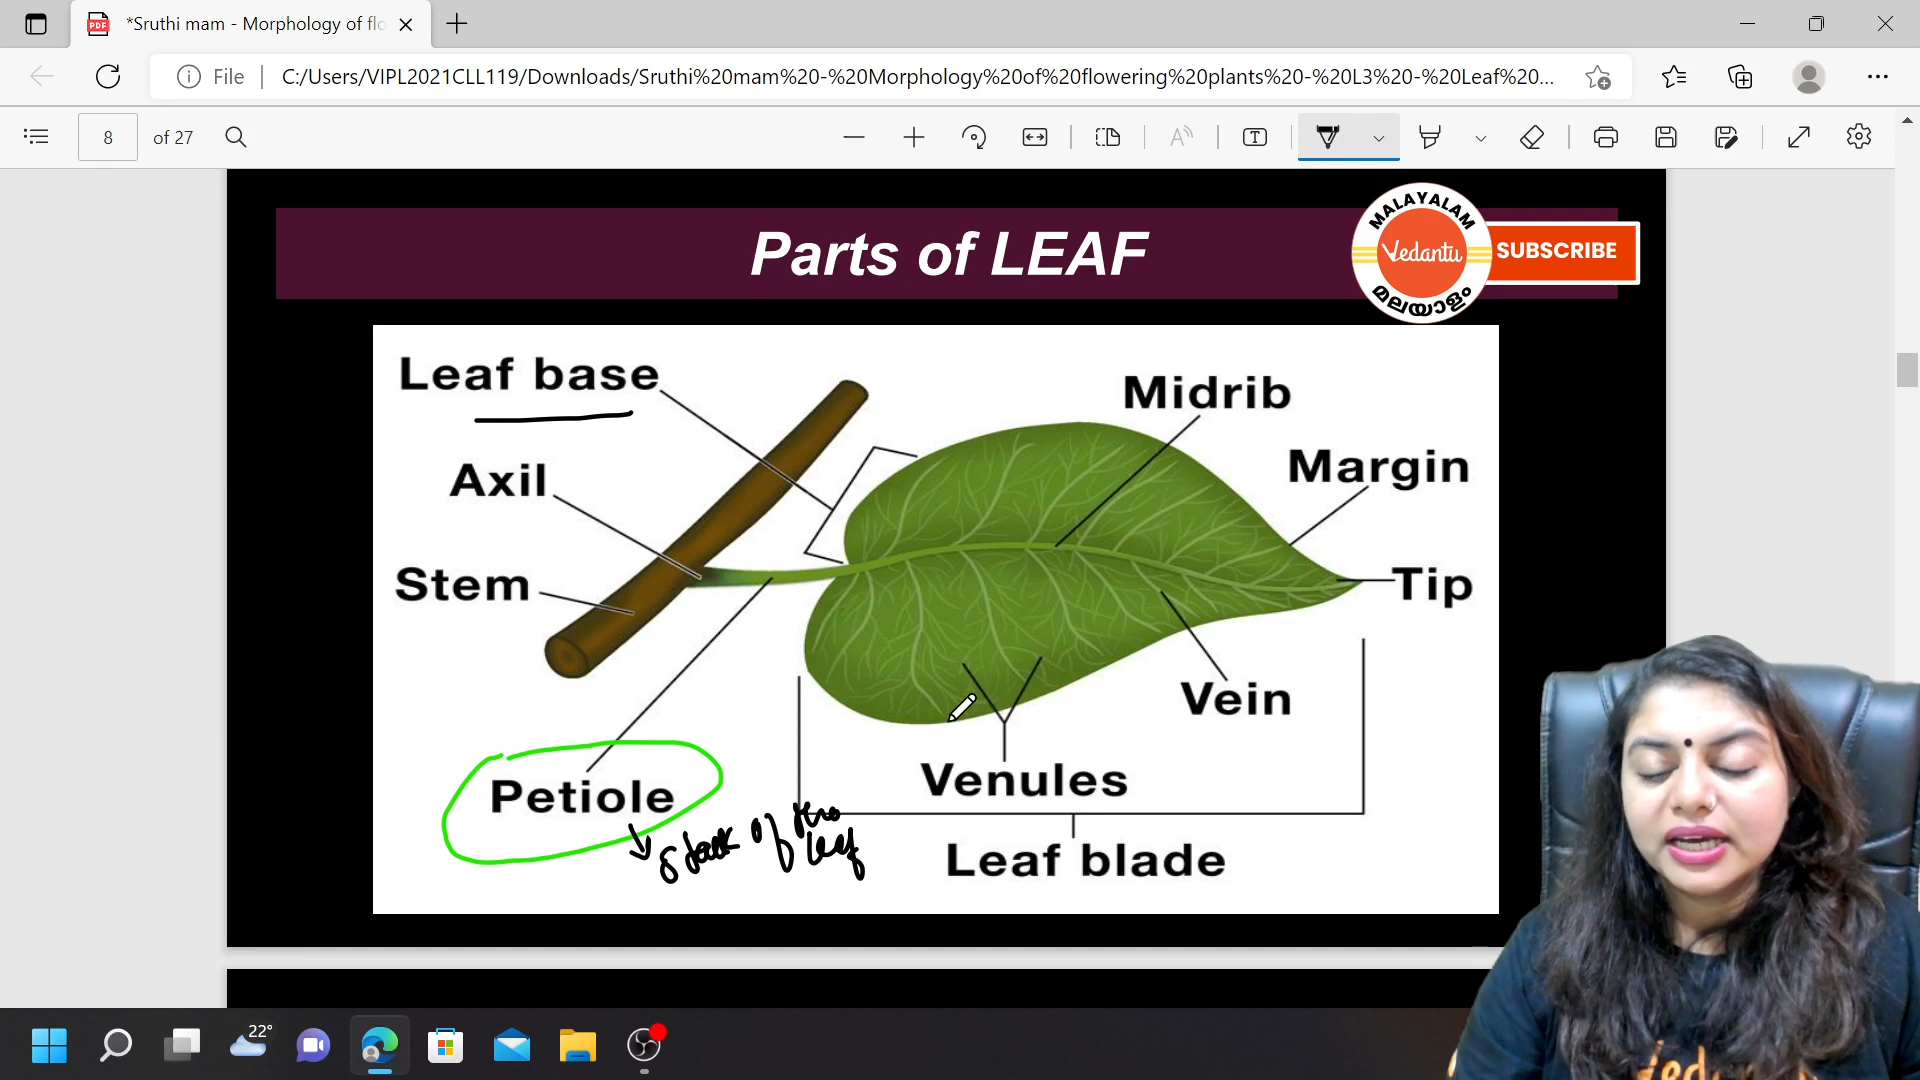 *Sruthi mam - Morphology of flo
File
C:/Users/VIPL2021CLL119/Downloads/Sruthi%20mam%20-%20Morphology%20of%20flowering%20plants%20-%20L3%20-%20Leaf%20...
8 of 27
Parts of LEAF
MALAYALAM
Vedantu
മലയാളം
SUBSCRIBE
Leaf base
Midrib
Margin
Axil
Stem
Tip
Vein
Venules
Petiole
of the
leaf
Leaf blade
22°